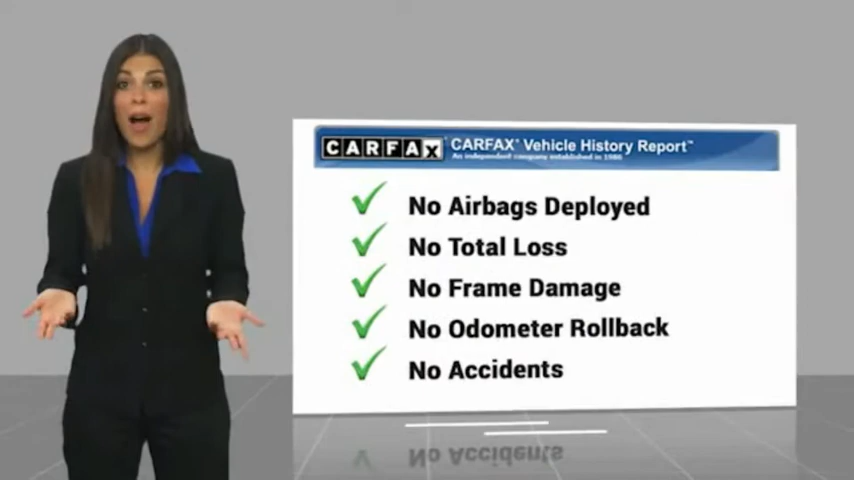 CARFAX CARFAX® Vehicle History Report™
An independent company established in 1986
No Airbags Deployed
No Total Loss
No Frame Damage
No Odometer Rollback
No Accidents
No Accidents